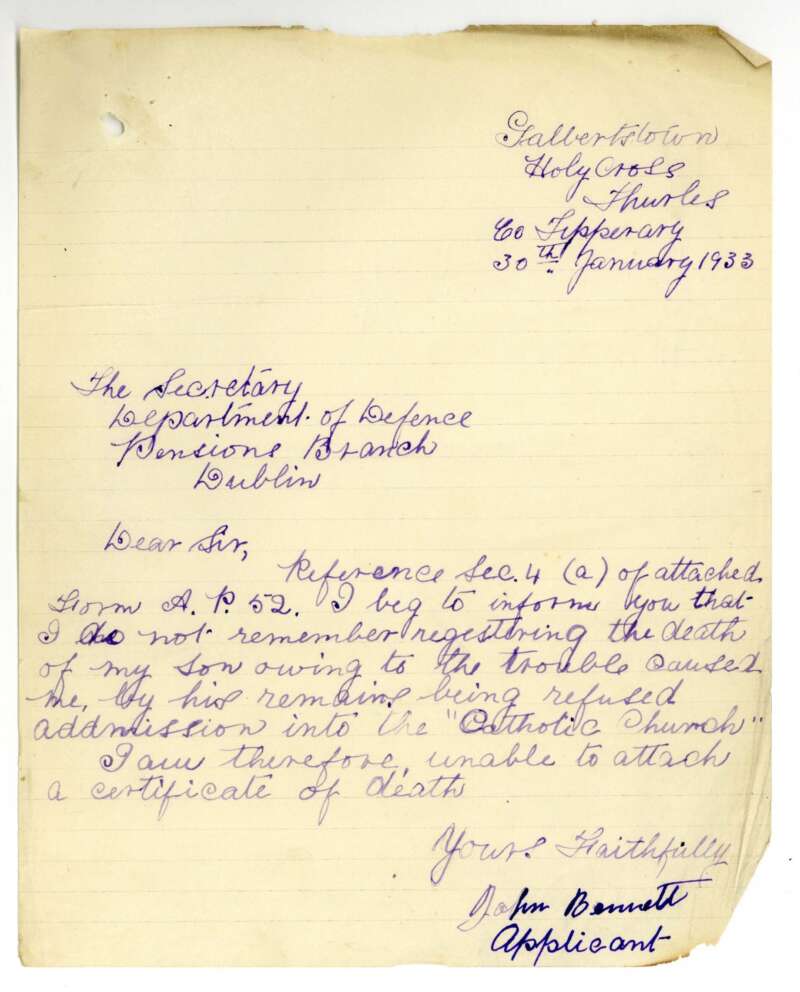 Galbertstown
Holy Cross
Thurles
Co Tipperary
30th January 1933
The Secretary
Department of Defence
Pensions Branch
Dublin
Dear Sir,
Reference Sec. 4 (a) of attached
Form A. P. 52. I beg to inform you that
I do not remember regestering the death
of my son owing to the trouble caused
me, by his remains being refused
addmission into the "Catholic Church"
I am therefore, unable to attach
a certificate of death
Yours Faithfully
John Bennett
Applicant